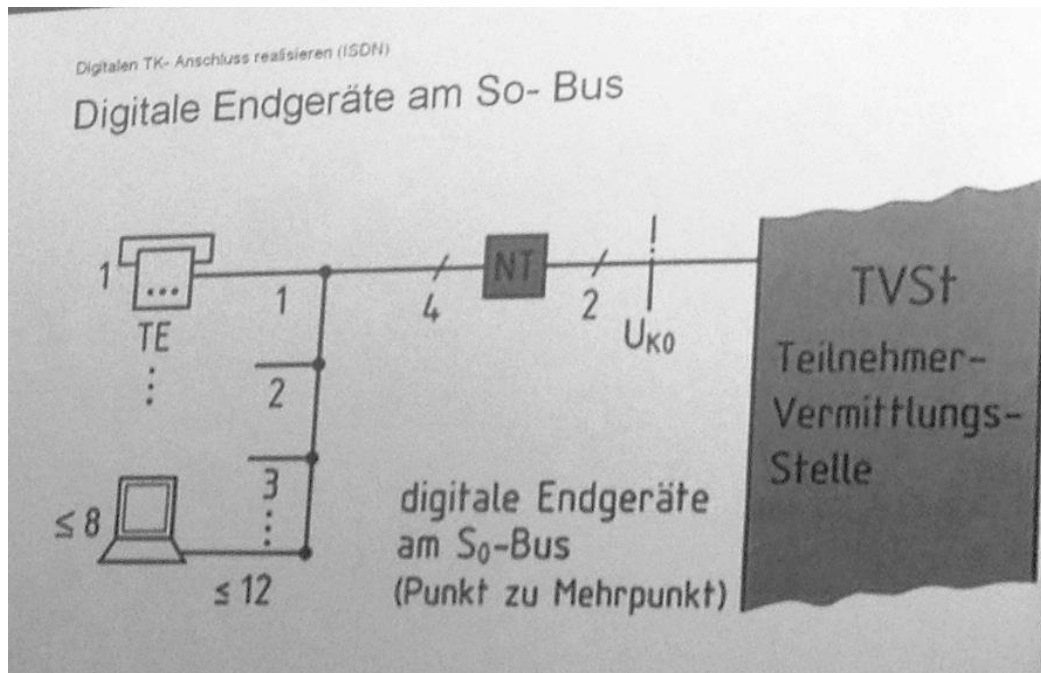 Digitalen TK- Anschluss realisieren (ISDN)
Digitale Endgeräte am So- Bus
1
TE
1
4
NT
2
UK0
TVSt
Teilnehmer-
Vermittlungs-
Stelle
2
3
≤ 8
≤ 12
digitale Endgeräte
am S0-Bus
(Punkt zu Mehrpunkt)